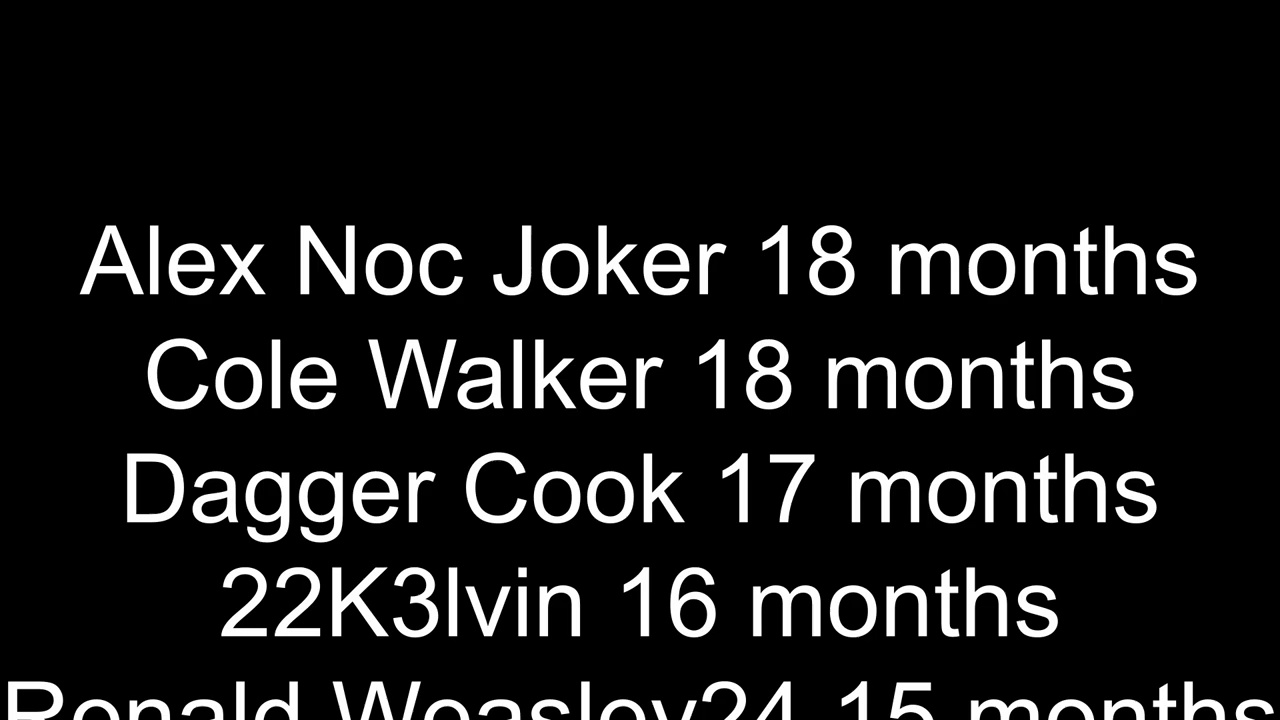 Alex Noc Joker 18 months
Cole Walker 18 months
Dagger Cook 17 months
22K3lvin 16 months
Ronald Weasley24 15 months